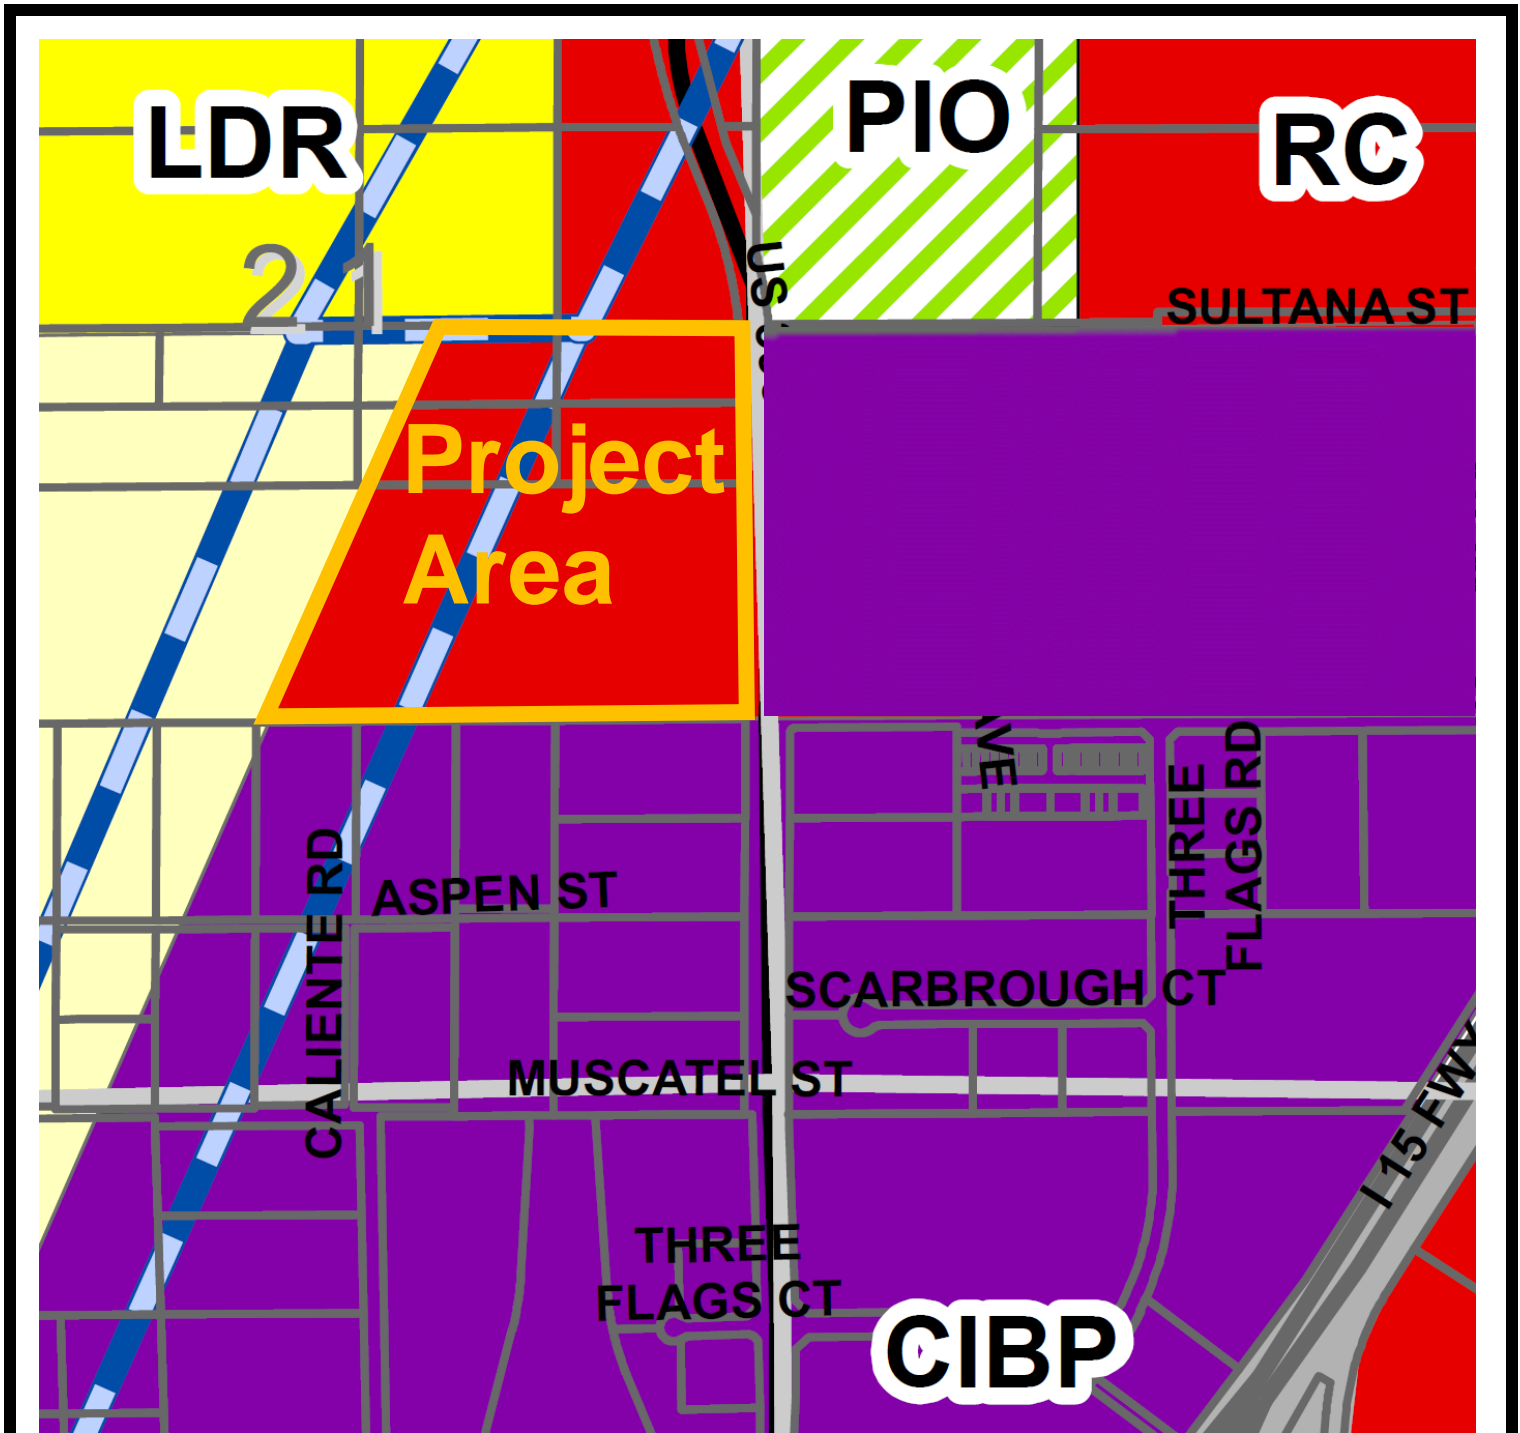 LDR
PIO
RC
21
US
SULTANA ST
Project
Area
AVE
THREE
FLAGS RD
CALIENTE RD
ASPEN ST
SCARBROUGH CT
MUSCATEL ST
I 15 FWY
THREE
FLAGS CT
CIBP